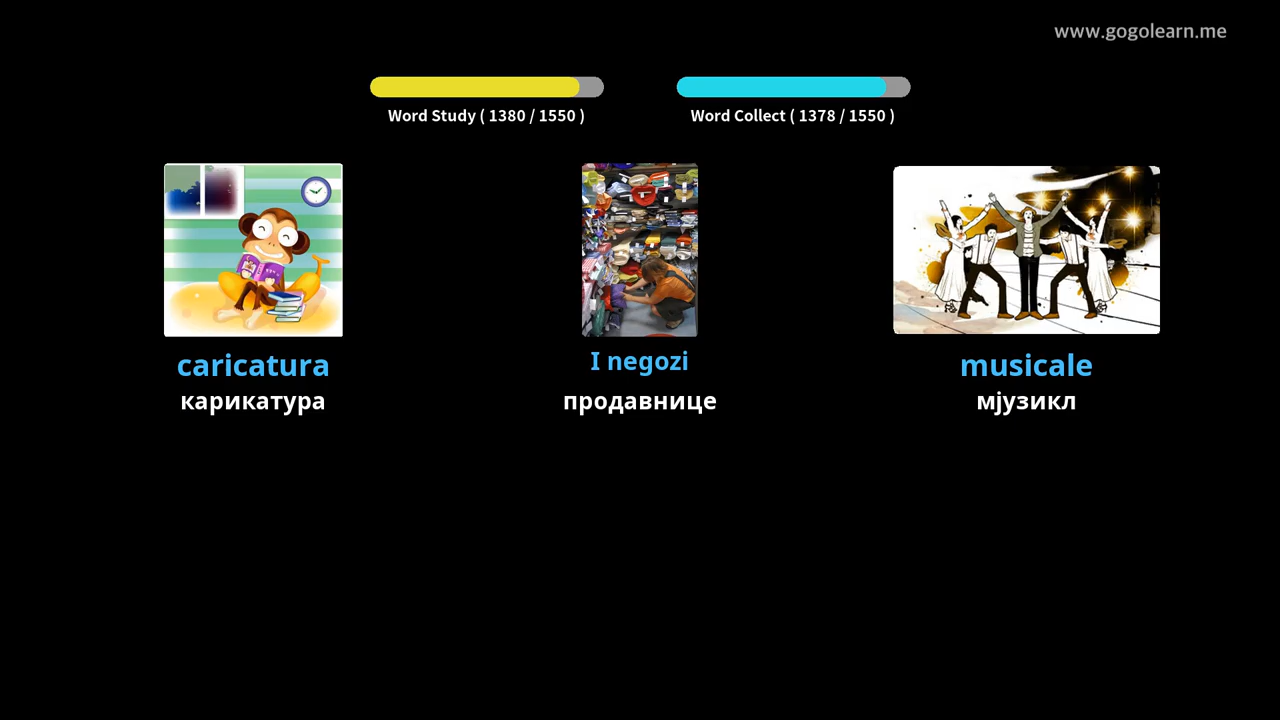 www.gogolearn.me
Word Study ( 1380 / 1550 )
Word Collect ( 1378 / 1550 )
caricatura
карикатура
I negozi
продавнице
musicale
мјузикл